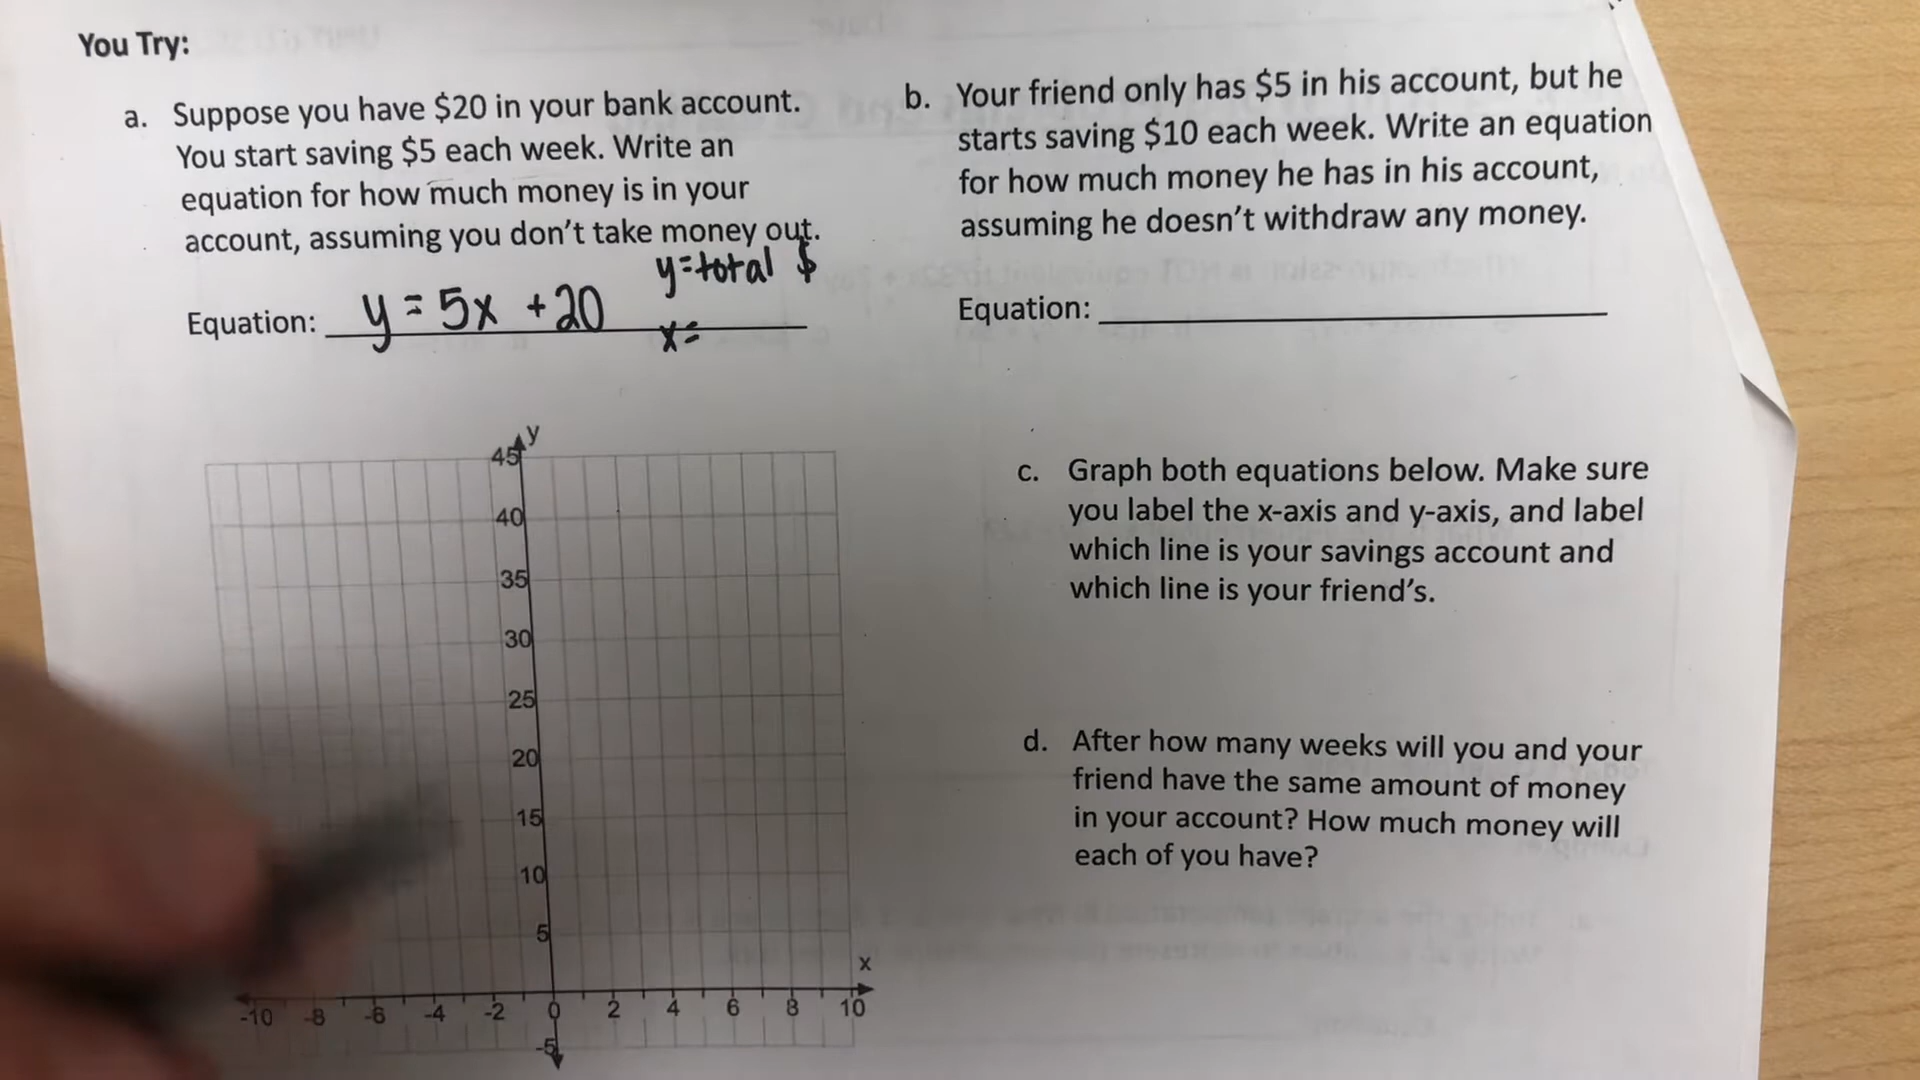 You Try:
a. Suppose you have $20 in your bank account.
You start saving $5 each week. Write an
equation for how much money is in your
account, assuming you don't take money out.
y=total $
Equation: y = 5x + 20
x=
b. Your friend only has $5 in his account, but he
starts saving $10 each week. Write an equation
for how much money he has in his account,
assuming he doesn't withdraw any money.
Equation:
c. Graph both equations below. Make sure
you label the x-axis and y-axis, and label
which line is your savings account and
which line is your friend's.
d. After how many weeks will you and your
friend have the same amount of money
in your account? How much money will
each of you have?
y
45
40
35
30
25
20
15
10
5
x
-10 -8 -6 -4 -2 0 2 4 6 8 10
-5